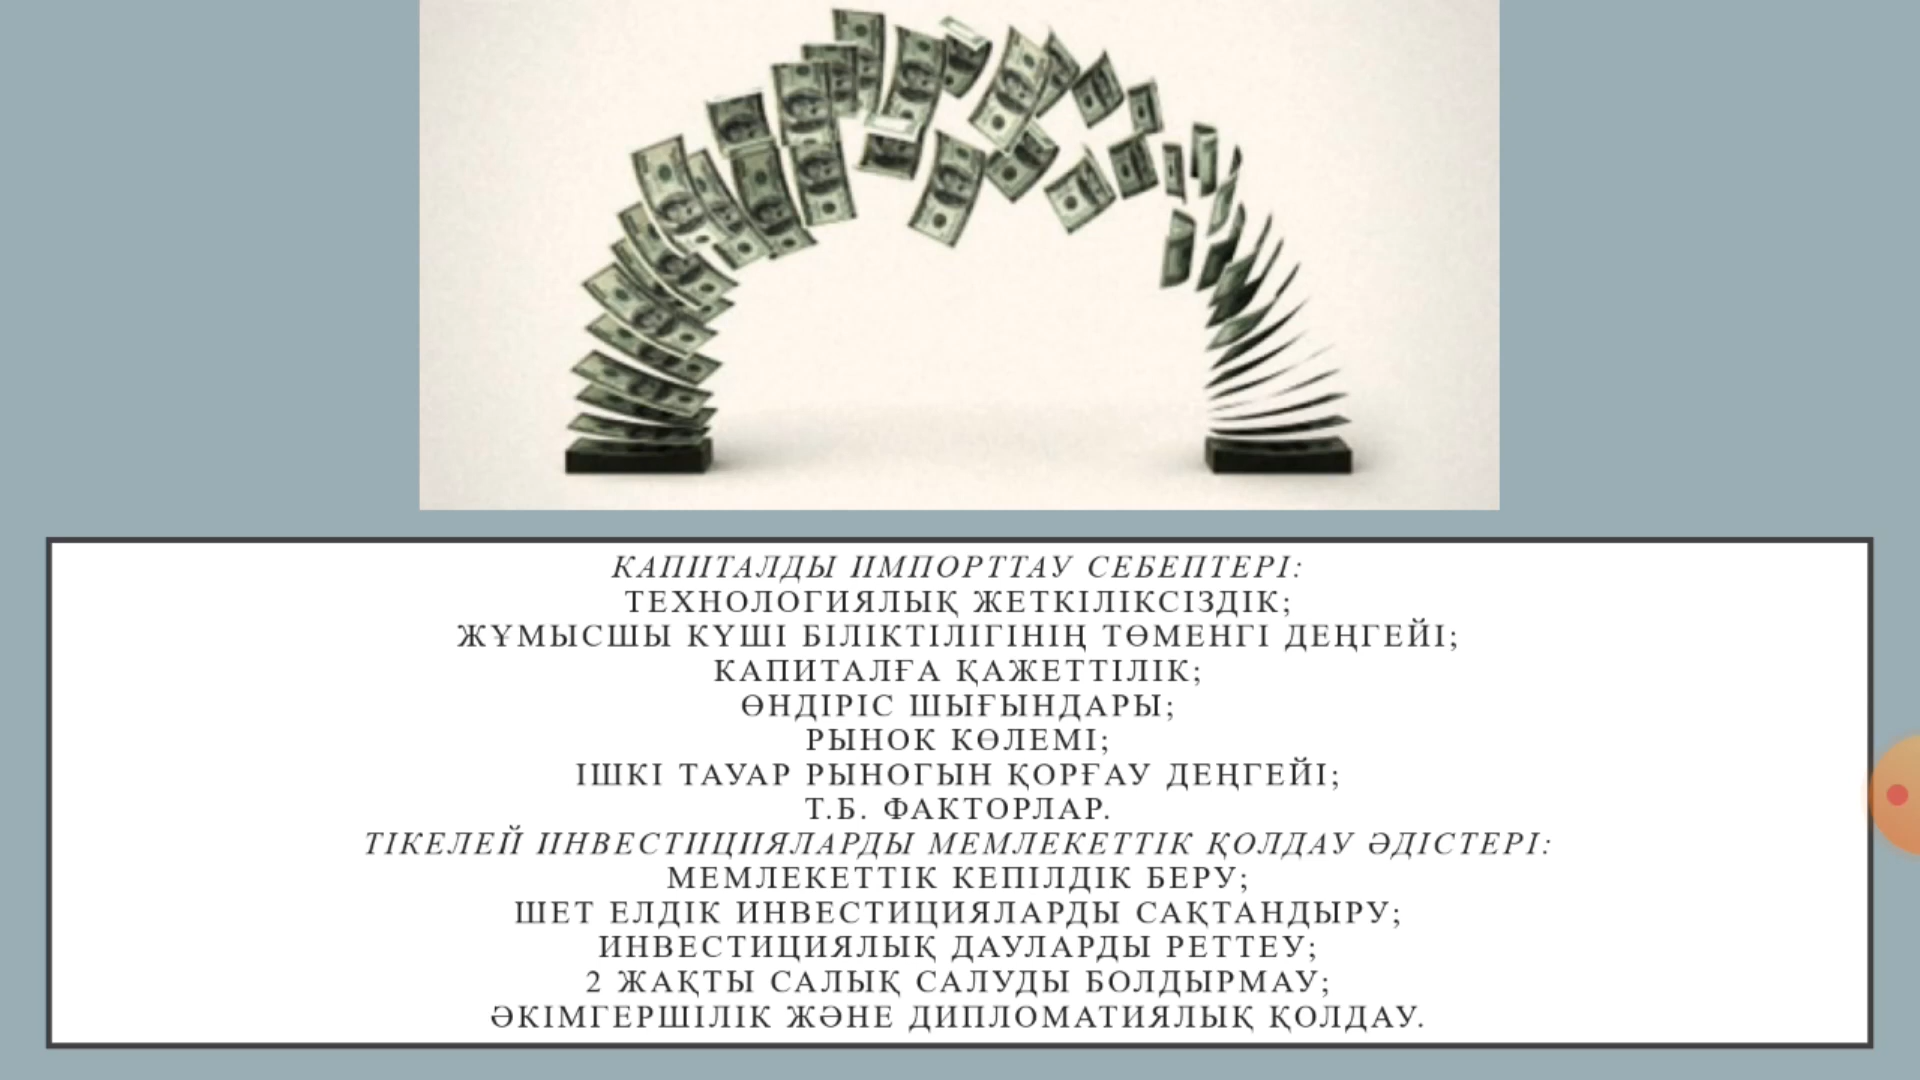 КАПИТАЛДЫ ИМПОРТТАУ СЕБЕПТЕРІ:
ТЕХНОЛОГИЯЛЫҚ ЖЕТКІЛІКСІЗДІК;
ЖҰМЫСШЫ КҮШІ БІЛІКТІЛІГІНІҢ ТӨМЕНГІ ДЕҢГЕЙІ;
КАПИТАЛҒА ҚАЖЕТТІЛІК;
ӨНДІРІС ШЫҒЫНДАРЫ;
РЫНОК КӨЛЕМІ;
ІШКІ ТАУАР РЫНОГЫН ҚОРҒАУ ДЕҢГЕЙІ;
Т.Б. ФАКТОРЛАР.
ТІКЕЛЕЙ ИНВЕСТИЦИЯЛАРДЫ МЕМЛЕКЕТТІК ҚОЛДАУ ӘДІСТЕРІ:
МЕМЛЕКЕТТІК КЕПІЛДІК БЕРУ;
ШЕТ ЕЛДІК ИНВЕСТИЦИЯЛАРДЫ САҚТАНДЫРУ;
ИНВЕСТИЦИЯЛЫҚ ДАУЛАРДЫ РЕТТЕУ;
2 ЖАҚТЫ САЛЫҚ САЛУДЫ БОЛДЫРМАУ;
ӘКІМГЕРШІЛІК ЖӘНЕ ДИПЛОМАТИЯЛЫҚ ҚОЛДАУ.